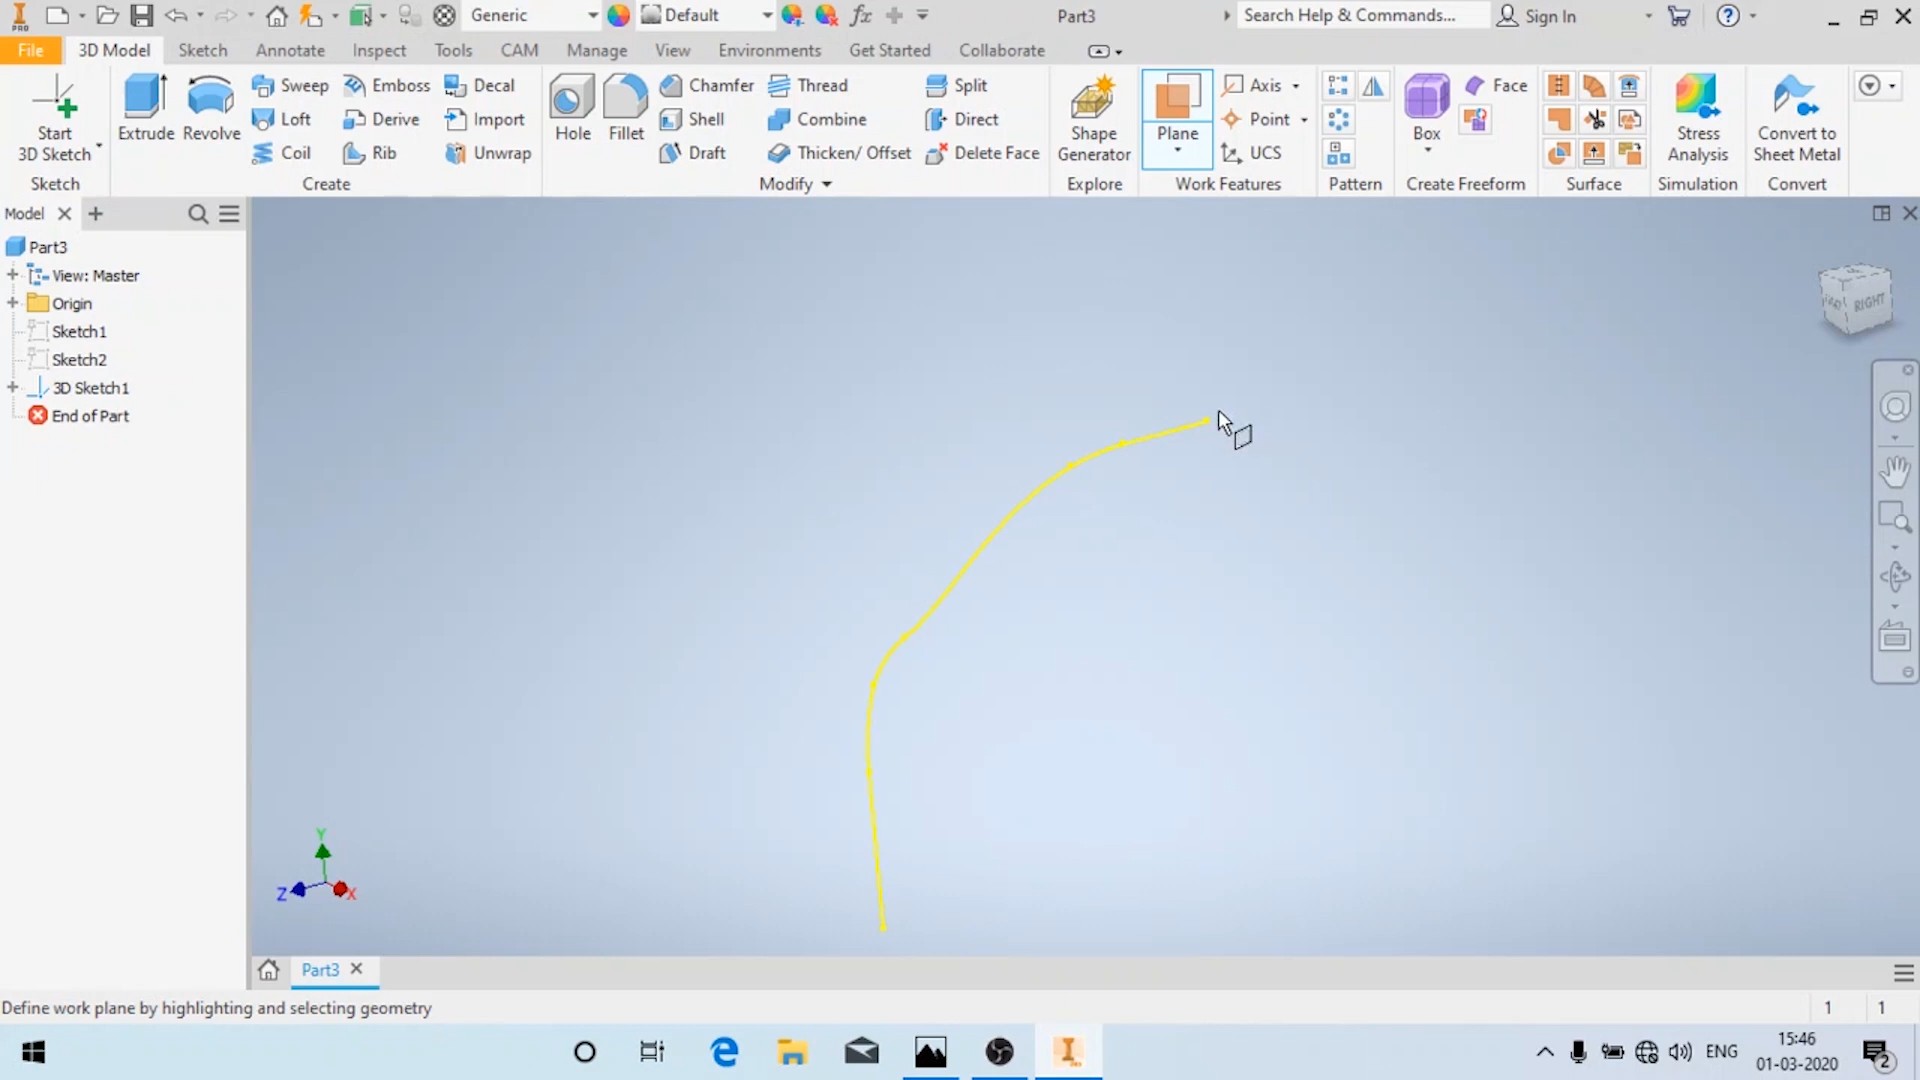 PRO
Generic
Default
fx
Part3
Search Help & Commands...
Sign In
File
3D Model
Sketch
Annotate
Inspect
Tools
CAM
Manage
View
Environments
Get Started
Collaborate
Start
3D Sketch
Sketch
Extrude
Revolve
Sweep
Loft
Coil
Emboss
Derive
Rib
Decal
Import
Unwrap
Create
Hole
Fillet
Chamfer
Shell
Draft
Thread
Combine
Thicken/ Offset
Split
Direct
Delete Face
Modify
Shape
Generator
Explore
Plane
Axis
Point
UCS
Work Features
Pattern
Box
Face
Create Freeform
Surface
Stress
Analysis
Simulation
Convert to
Sheet Metal
Convert
Model
Part3
View: Master
Origin
Sketch1
Sketch2
3D Sketch1
End of Part
RIGHT
Y
Z
X
Part3
Define work plane by highlighting and selecting geometry
1
1
ENG
15:46
01-03-2020
2